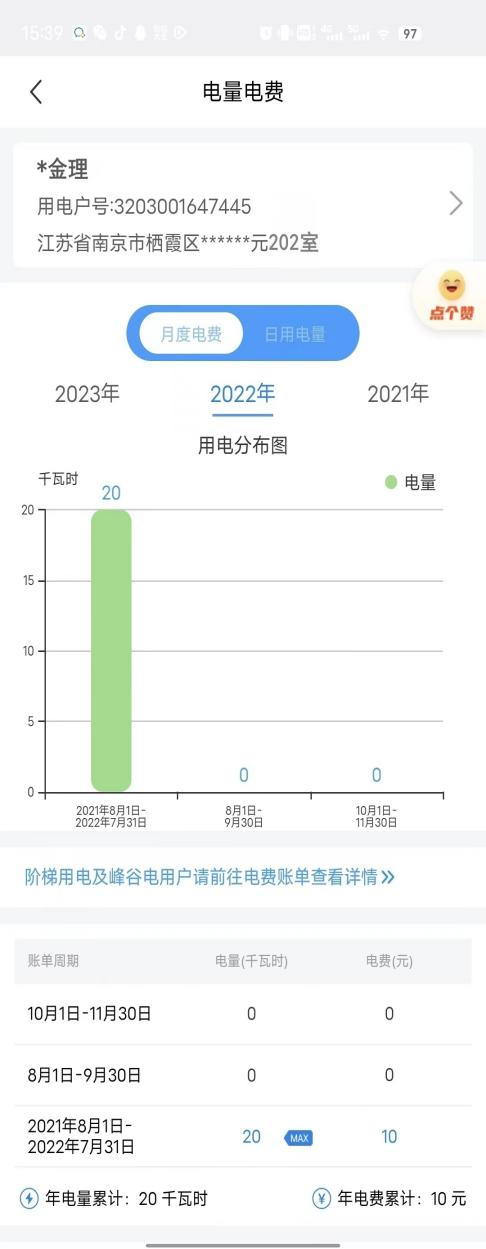 15:39
97
电量电费
*金理
用电户号:3203001647445
江苏省南京市栖霞区******元202室
点个赞
月度电费 日用电量
2023年 2022年 2021年
用电分布图
千瓦时
电量
20
20
15
10
5
0
0
0
2021年8月1日-
2022年7月31日
8月1日-
9月30日
10月1日-
11月30日
阶梯用电及峰谷电用户请前往电费账单查看详情
账单周期 电量(千瓦时) 电费(元)
10月1日-11月30日 0 0
8月1日-9月30日 0 0
2021年8月1日-
2022年7月31日 20 MAX 10
年电量累计：20 千瓦时 年电费累计：10 元